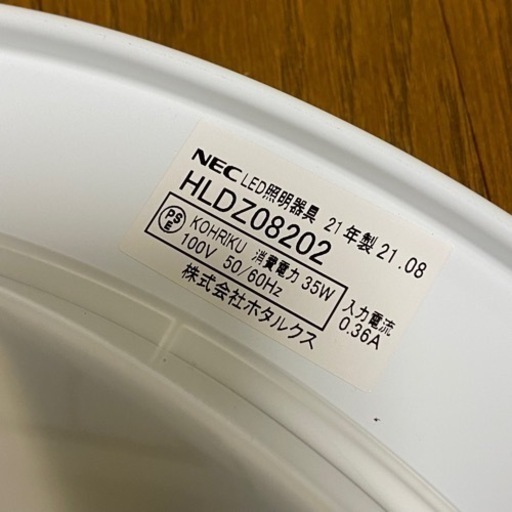 NEC LED照明器具 21年製 21.08
HLDZ08202
PSE KOHRIKU 消費電力 35W 入力電流
100V 50/60Hz 0.36A
株式会社ホタルクス